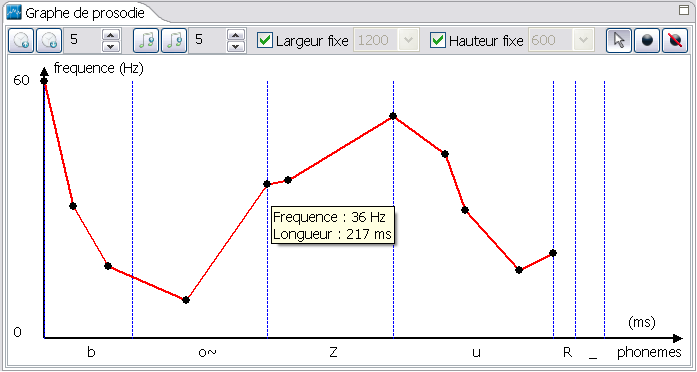 Graphe de prosodie
5 5 Largeur fixe 1200 Hauteur fixe 600
frequence (Hz)
60
Frequence : 36 Hz
Longueur : 217 ms
0
(ms)
b o~ Z u R _ phonemes